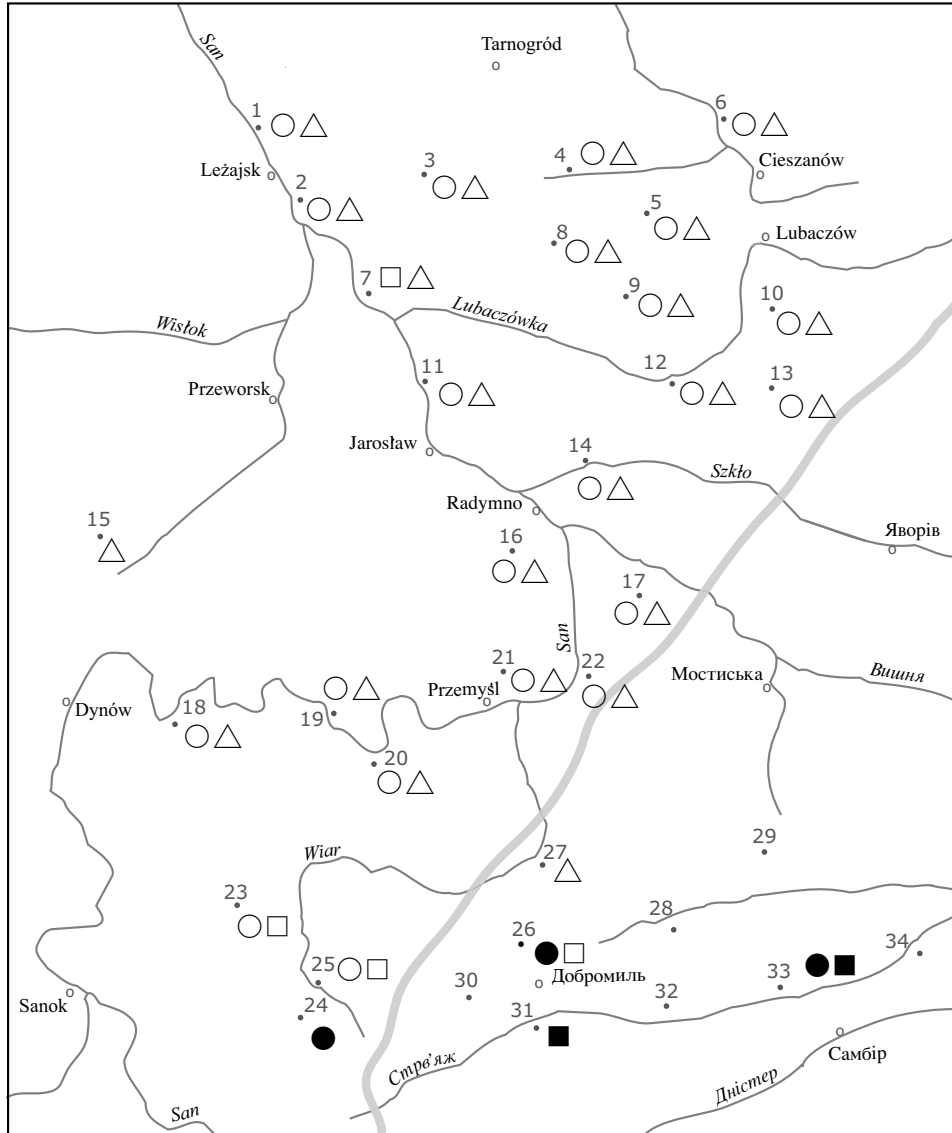 San
Tarnogród
1
6
Leżajsk
3
4
Cieszanów
2
5
8
Lubaczów
7
9
10
Lubaczówka
Wisłok
11
12
13
Przeworsk
Jarosław
14
Szkło
Radymno
15
16
Яворів
17
San
21
22
Przemyśl
Мостиська
Вишня
Dynów
18
19
20
Wiar
27
29
23
26
28
34
25
Добромиль
33
Sanok
24
30
32
31
Самбір
Стрв’яж
Дністер
San